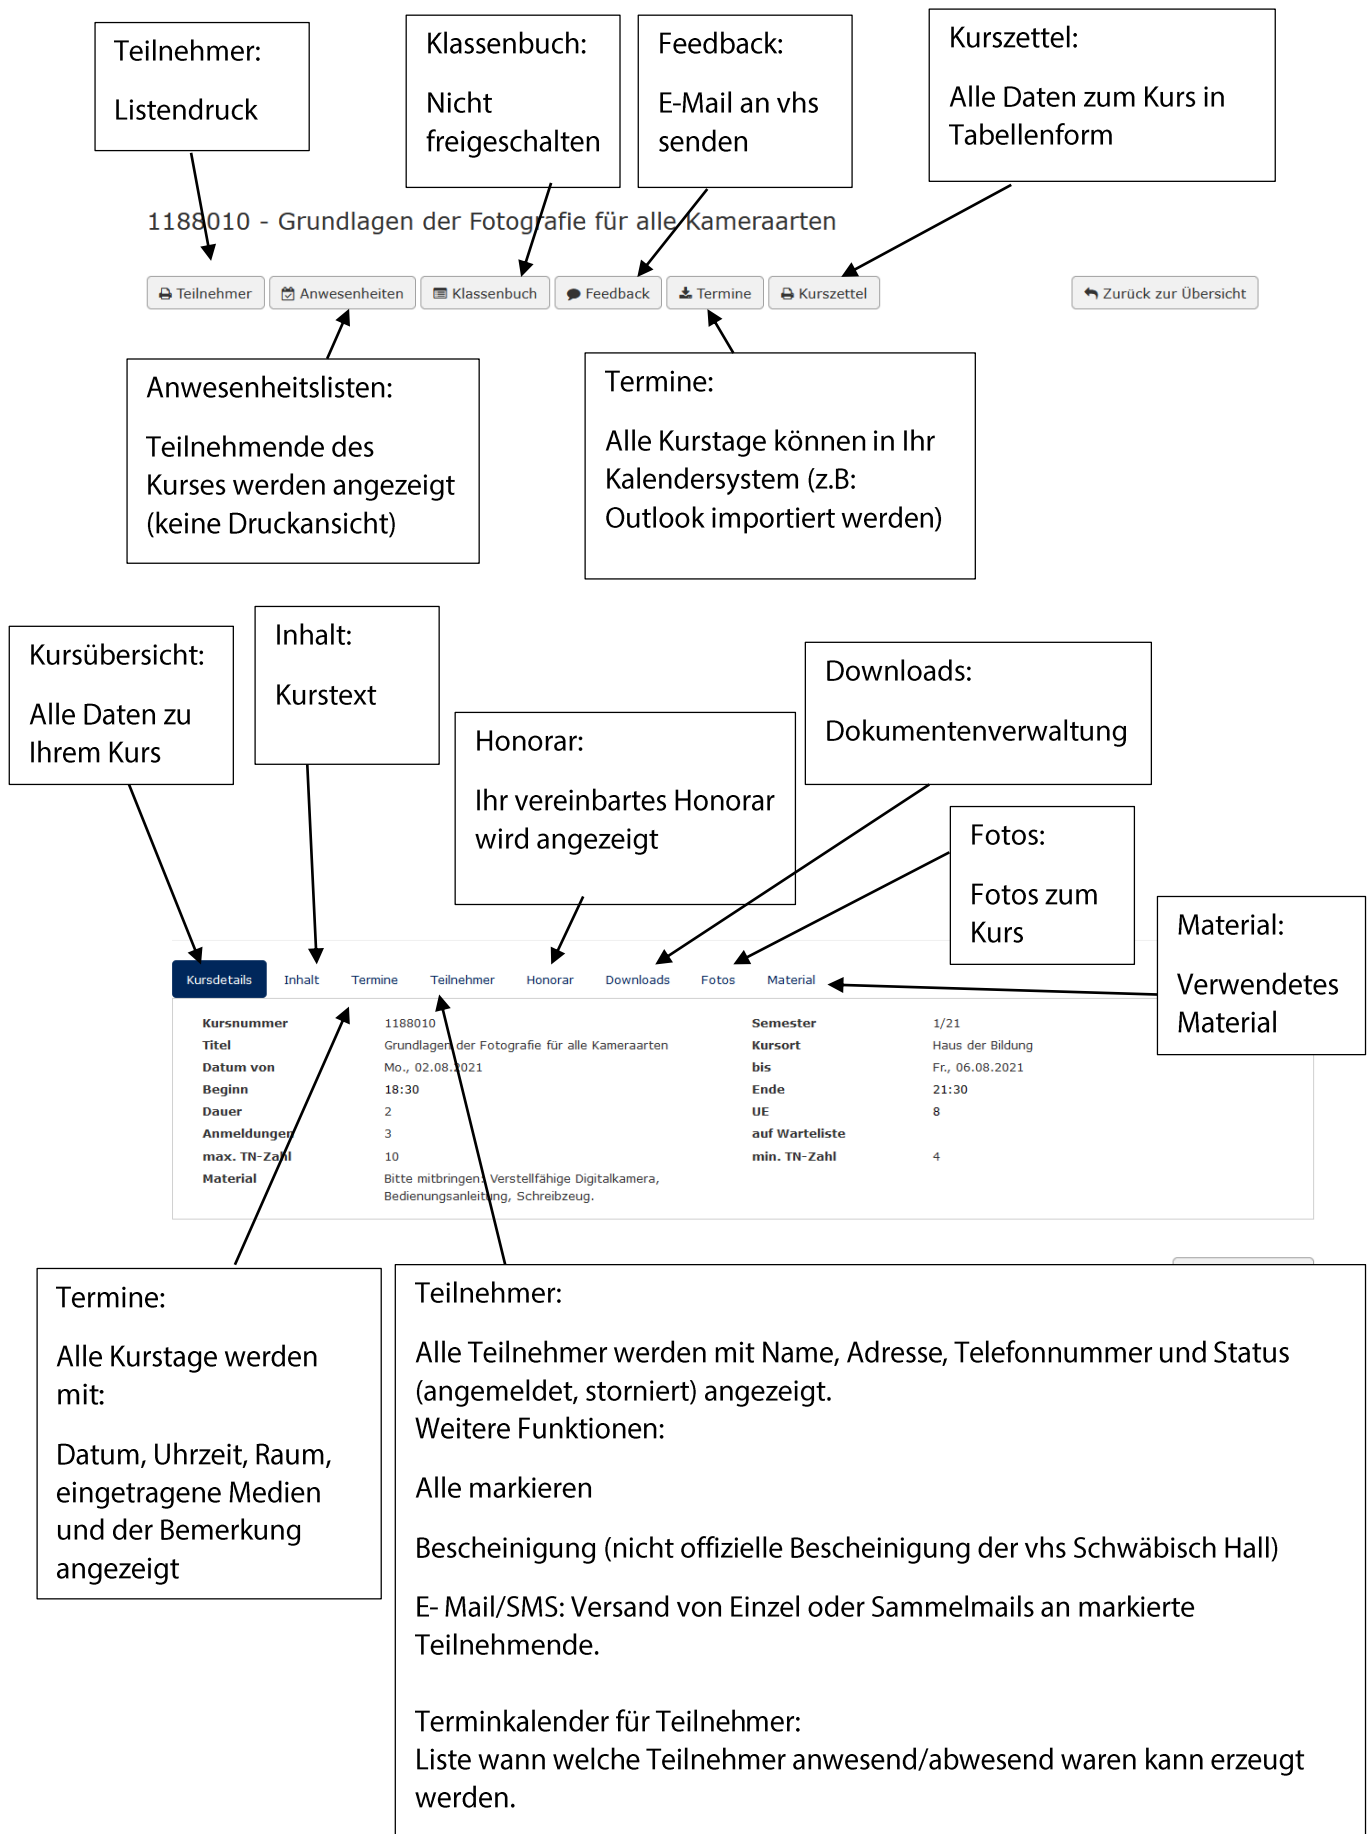 Teilnehmer:
Listendruck
Klassenbuch:
Nicht
freigeschalten
Feedback:
E-Mail an vhs
senden
Kurszettel:
Alle Daten zum Kurs in
Tabellenform
1188010 - Grundlagen der Fotografie für alle Kameraarten
Teilnehmer
Anwesenheiten
Klassenbuch
Feedback
Termine
Kurszettel
Zurück zur Übersicht
Anwesenheitslisten:
Teilnehmende des
Kurses werden angezeigt
(keine Druckansicht)
Termine:
Alle Kurstage können in Ihr
Kalendersystem (z.B:
Outlook importiert werden)
Kursübersicht:
Alle Daten zu
Ihrem Kurs
Inhalt:
Kurstext
Honorar:
Ihr vereinbartes Honorar
wird angezeigt
Downloads:
Dokumentenverwaltung
Fotos:
Fotos zum
Kurs
Material:
Verwendetes
Material
Kursdetails Inhalt Termine Teilnehmer Honorar Downloads Fotos Material
Kursnummer 1188010 Semester 1/21
Titel Grundlagen der Fotografie für alle Kameraarten Kursort Haus der Bildung
Datum von Mo., 02.08.2021 bis Fr., 06.08.2021
Beginn 18:30 Ende 21:30
Dauer 2 UE 8
Anmeldungen 3 auf Warteliste
max. TN-Zahl 10 min. TN-Zahl 4
Material Bitte mitbringen: Verstellfähige Digitalkamera,
Bedienungsanleitung, Schreibzeug.
Termine:
Alle Kurstage werden
mit:
Datum, Uhrzeit, Raum,
eingetragene Medien
und der Bemerkung
angezeigt
Teilnehmer:
Alle Teilnehmer werden mit Name, Adresse, Telefonnummer und Status
(angemeldet, storniert) angezeigt.
Weitere Funktionen:
Alle markieren
Bescheinigung (nicht offizielle Bescheinigung der vhs Schwäbisch Hall)
E- Mail/SMS: Versand von Einzel oder Sammelmails an markierte
Teilnehmende.
Terminkalender für Teilnehmer:
Liste wann welche Teilnehmer anwesend/abwesend waren kann erzeugt
werden.